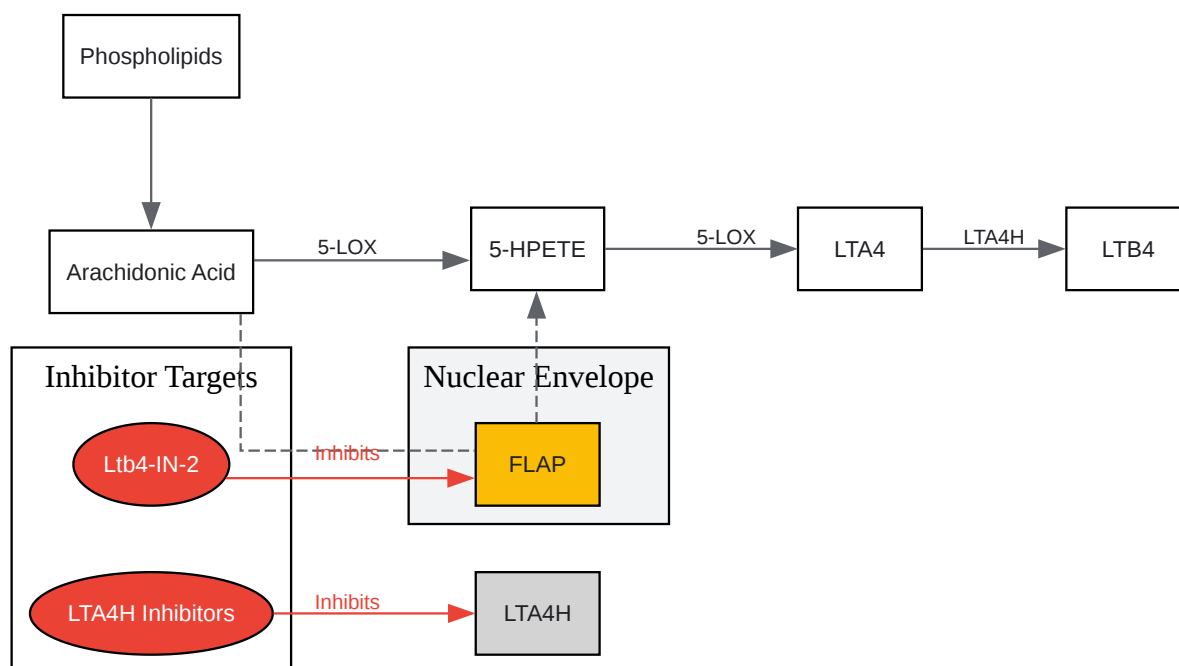 Phospholipids
Arachidonic Acid
5-LOX
5-HPETE
5-LOX
LTA4
LTA4H
LTB4
Inhibitor Targets
Nuclear Envelope
Ltb4-IN-2
Inhibits
FLAP
LTA4H Inhibitors
Inhibits
LTA4H